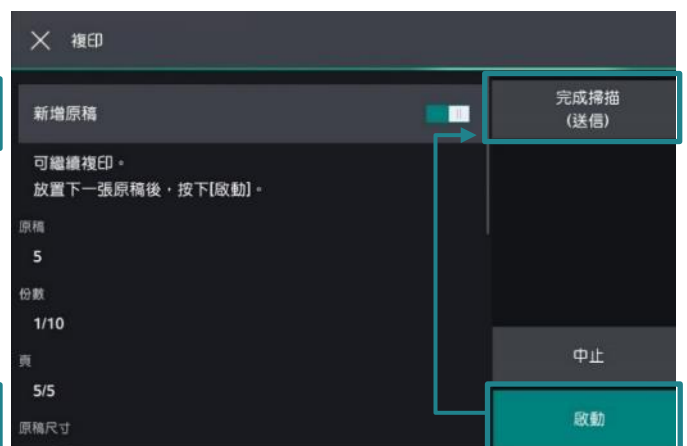 複印
新增原稿
可繼續複印。
放置下一張原稿後，按下[啟動]。
原稿
5
份數
1/10
頁
5/5
原稿尺寸
完成掃描
(送信)
中止
啟動